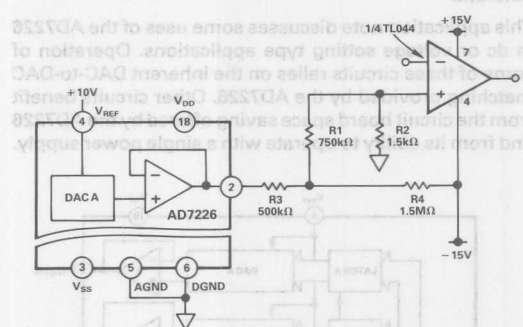 This application note discusses some uses of the AD7226
n dc or voltage setting type applications. Operation of
of these circuits relies on the inherent DAC-to-DAC
matching provided by the AD7226. Other circuits benefit
from the circuit board space saving offered by the AD7226
and from its ability to operate with a single power supply.
+15V
1/4 TL044
7
−
+
4
+10V
VREF
VDD
4
18
R1
750kΩ
R2
1.5kΩ
DAC A
−
+
AD7226
2
R3
500kΩ
R4
1.5MΩ
−15V
3
5
6
VSS
AGND
DGND
DAC A
LATCH A